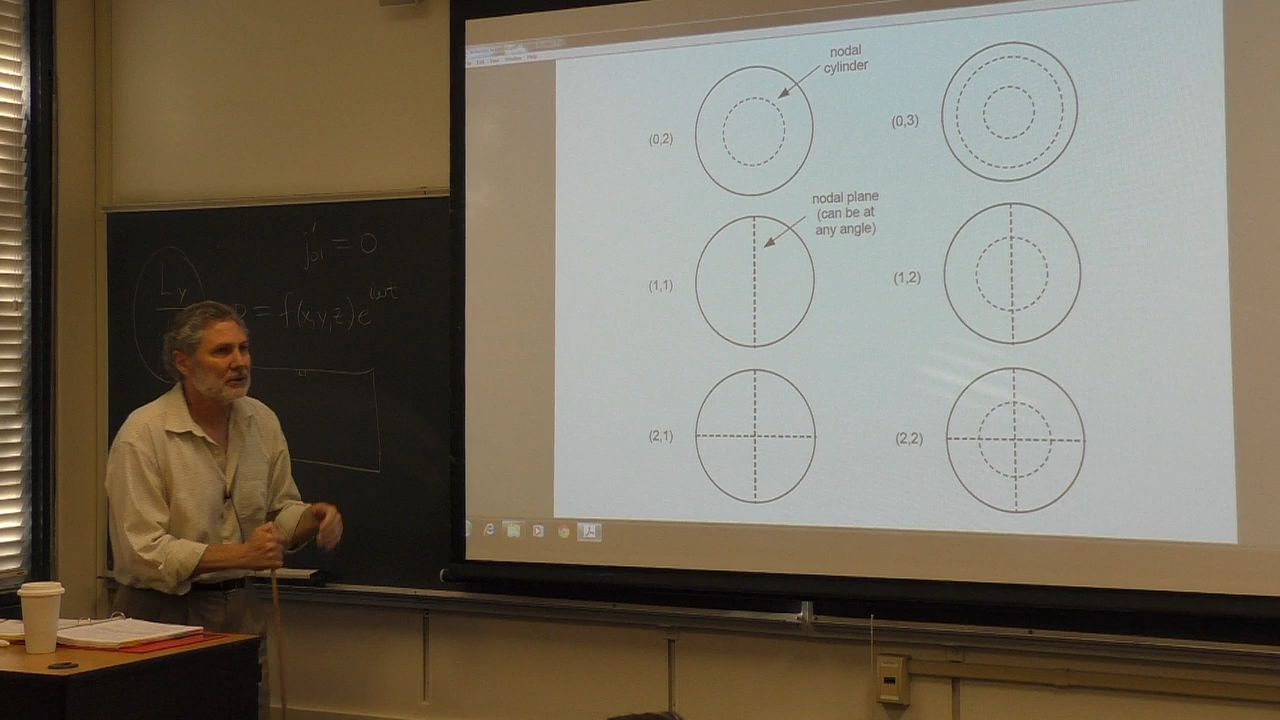 nodal
cylinder
(0,2)
(0,3)
nodal plane
(can be at
any angle)
(1,1)
(1,2)
(2,1)
(2,2)
j'₀₁ = 0
Ly
= f(x,y,z)e^iωt